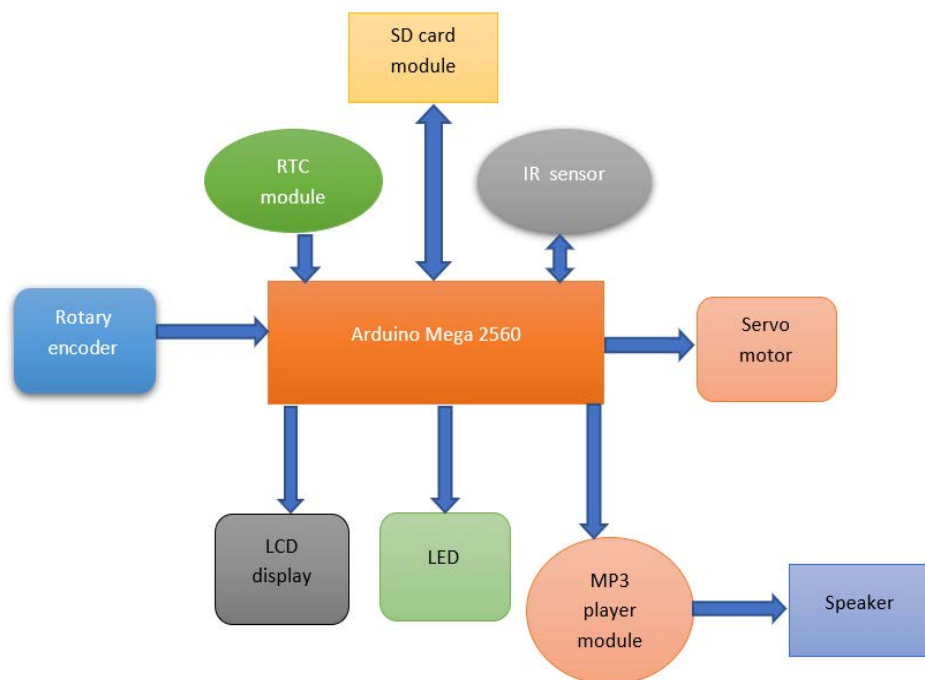 SD card
module
RTC
module
IR sensor
Rotary
encoder
Arduino Mega 2560
Servo
motor
LCD
display
LED
MP3
player
module
Speaker